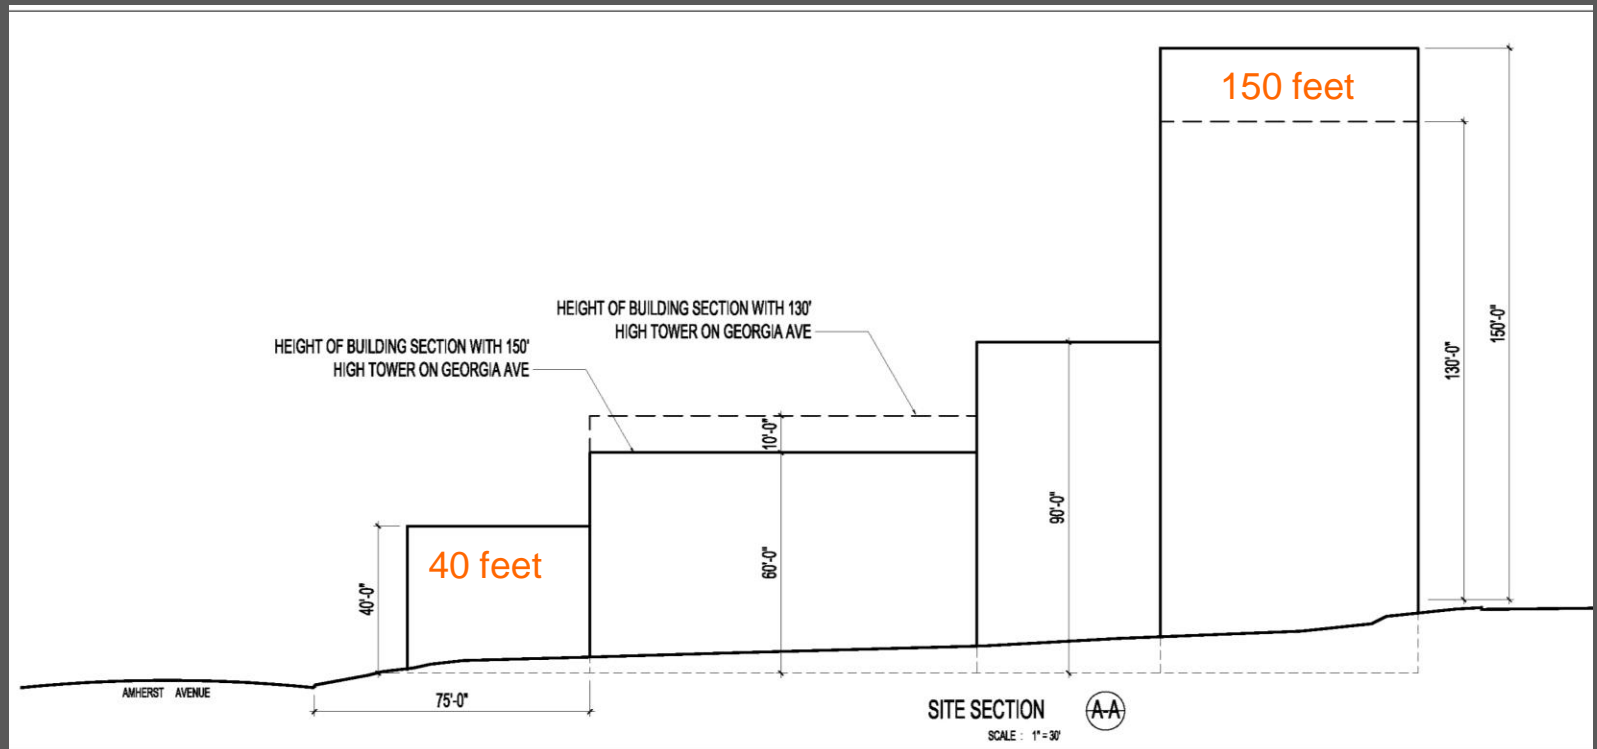 150 feet
150'-0"
130'-0"
HEIGHT OF BUILDING SECTION WITH 130'
HIGH TOWER ON GEORGIA AVE
HEIGHT OF BUILDING SECTION WITH 150'
HIGH TOWER ON GEORGIA AVE
10'-0"
90'-0"
40 feet
60'-0"
40'-0"
AMHERST AVENUE
75'-0"
SITE SECTION A-A
SCALE : 1" = 30'